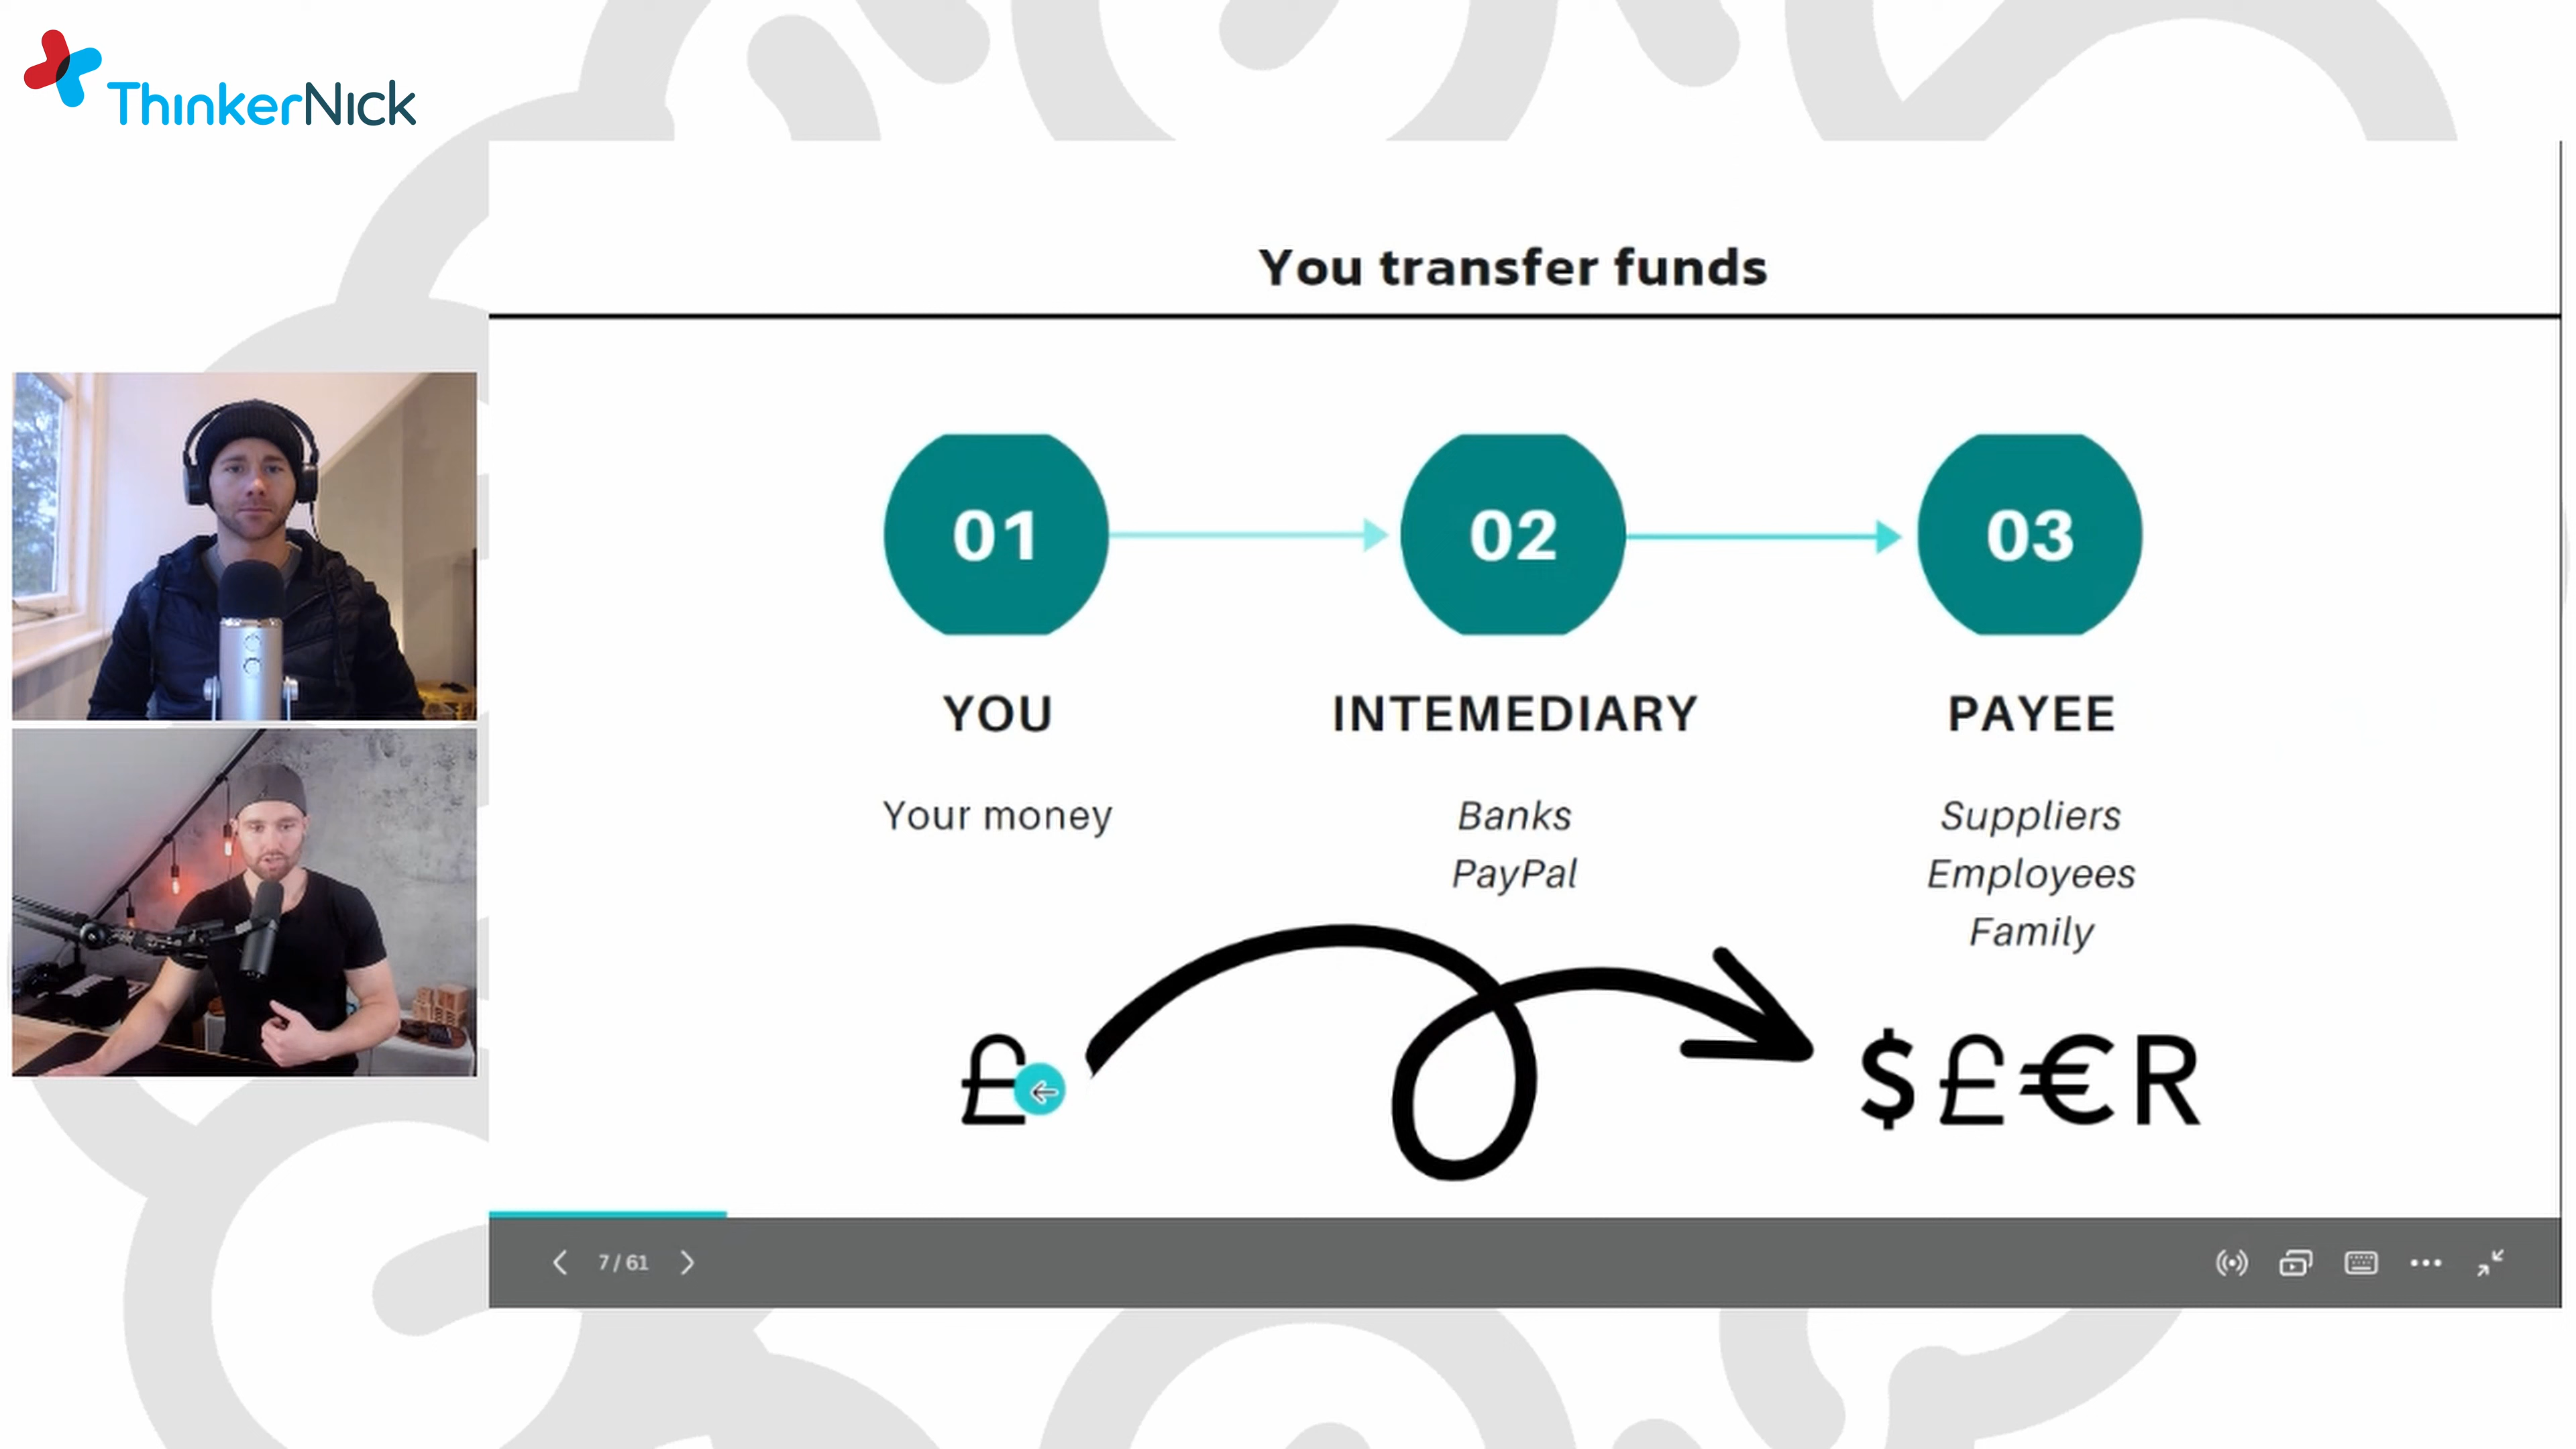 ThinkerNick
You transfer funds
01
02
03
YOU
INTEMEDIARY
PAYEE
Your money
Banks
PayPal
Suppliers
Employees
Family
£
$£€R
7 / 61